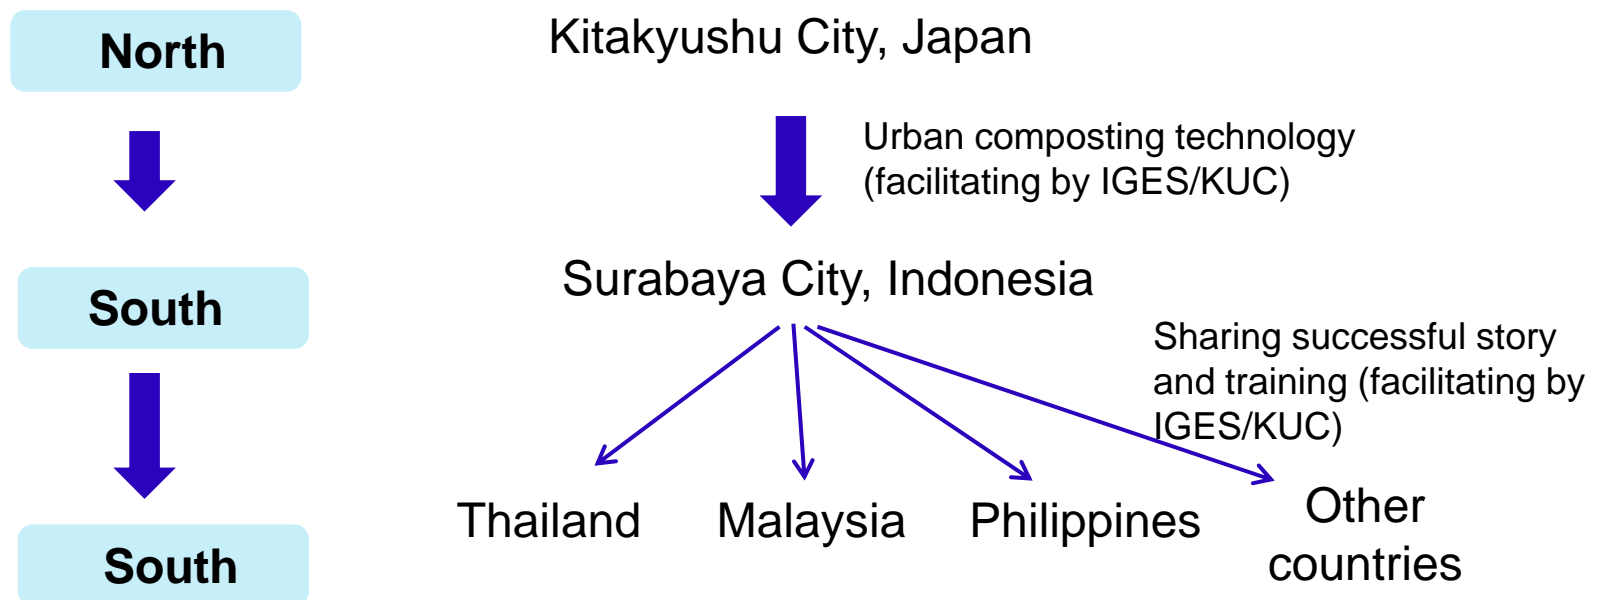 North
Kitakyushu City, Japan
Urban composting technology
(facilitating by IGES/KUC)
South
Surabaya City, Indonesia
Sharing successful story
and training (facilitating by
IGES/KUC)
Thailand
Malaysia
Philippines
Other
countries
South